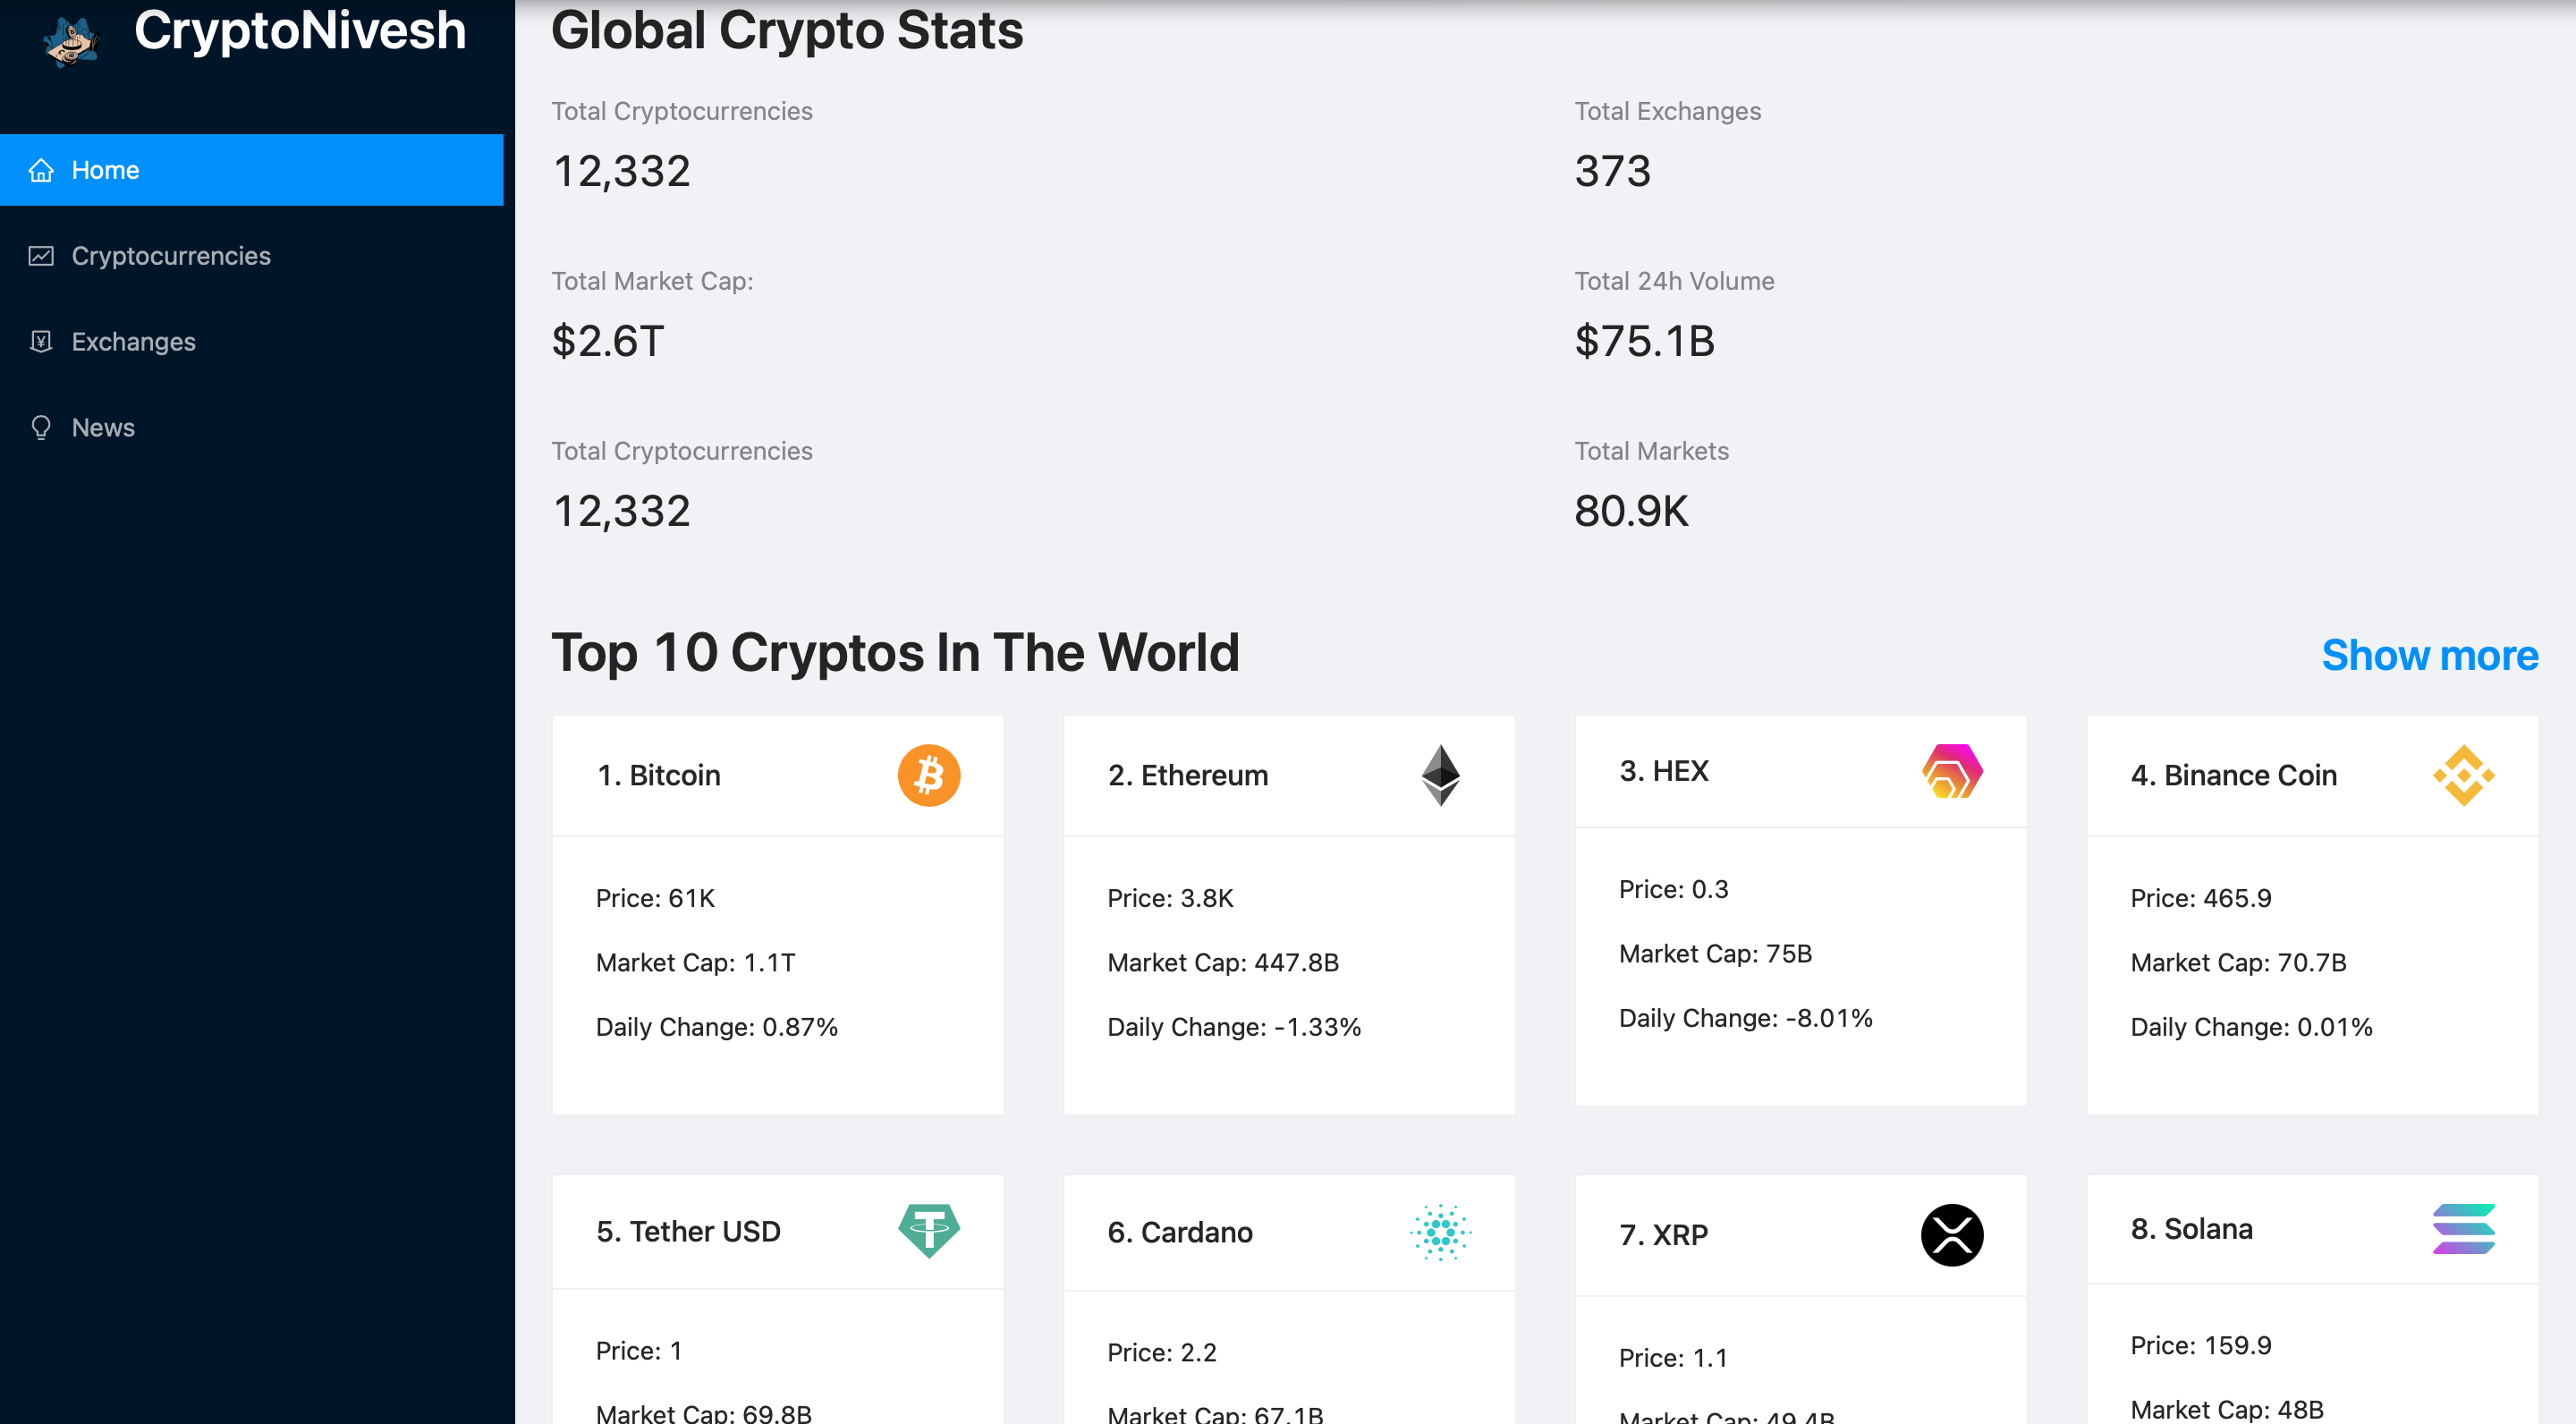 CryptoNivesh
Home
Cryptocurrencies
Exchanges
News
Global Crypto Stats
Total Cryptocurrencies
12,332
Total Exchanges
373
Total Market Cap:
$2.6T
Total 24h Volume
$75.1B
Total Cryptocurrencies
12,332
Total Markets
80.9K
Top 10 Cryptos In The World
Show more
1. Bitcoin
Price: 61K
Market Cap: 1.1T
Daily Change: 0.87%
2. Ethereum
Price: 3.8K
Market Cap: 447.8B
Daily Change: -1.33%
3. HEX
Price: 0.3
Market Cap: 75B
Daily Change: -8.01%
4. Binance Coin
Price: 465.9
Market Cap: 70.7B
Daily Change: 0.01%
5. Tether USD
Price: 1
Market Cap: 69.8B
6. Cardano
Price: 2.2
Market Cap: 67.1B
7. XRP
Price: 1.1
Market Cap: 49.4B
8. Solana
Price: 159.9
Market Cap: 48B